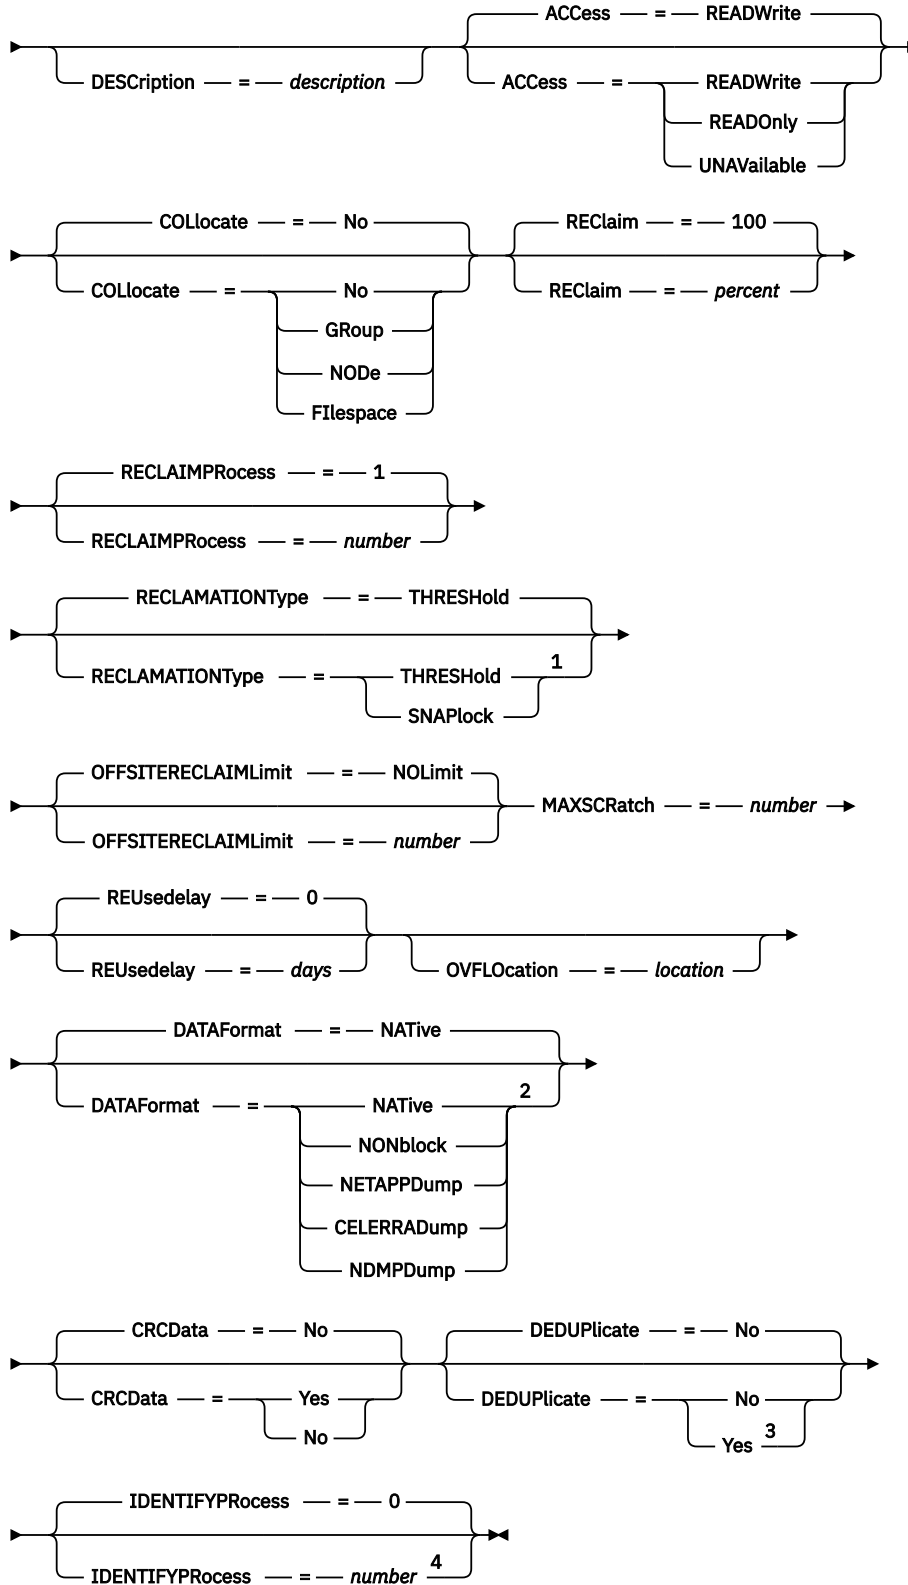 ACCess = READWrite
DESCription = description
ACCess = READWrite
READOnly
UNAVailable
COLlocate = No
REClaim = 100
COLlocate = No
REClaim = percent
GRoup
NODe
FIlespace
RECLAIMPRocess = 1
RECLAIMPRocess = number
RECLAMATIONType = THRESHold
RECLAMATIONType = THRESHold 1
SNAPlock
OFFSITERECLAIMLimit = NOLimit
MAXSCRatch = number
OFFSITERECLAIMLimit = number
REUsedelay = 0
REUsedelay = days
OVFLOcation = location
DATAFormat = NATive
DATAFormat = NATive 2
NONblock
NETAPPDump
CELERRADump
NDMPDump
CRCData = No
DEDUPlicate = No
CRCData = Yes
DEDUPlicate = No
No
Yes 3
IDENTIFYPRocess = 0
IDENTIFYPRocess = number 4